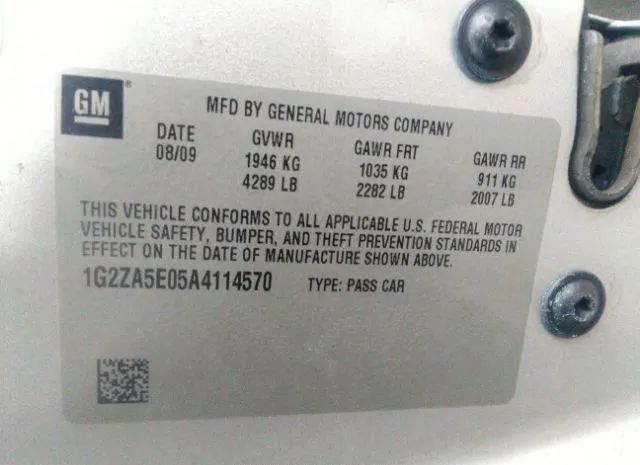 GM®
MFD BY GENERAL MOTORS COMPANY
DATE GVWR GAWR FRT GAWR RR
08/09 1946 KG 1035 KG 911 KG
4289 LB 2282 LB 2007 LB
THIS VEHICLE CONFORMS TO ALL APPLICABLE U.S. FEDERAL MOTOR
VEHICLE SAFETY, BUMPER, AND THEFT PREVENTION STANDARDS IN
EFFECT ON THE DATE OF MANUFACTURE SHOWN ABOVE.
1G2ZA5E05A4114570 TYPE: PASS CAR